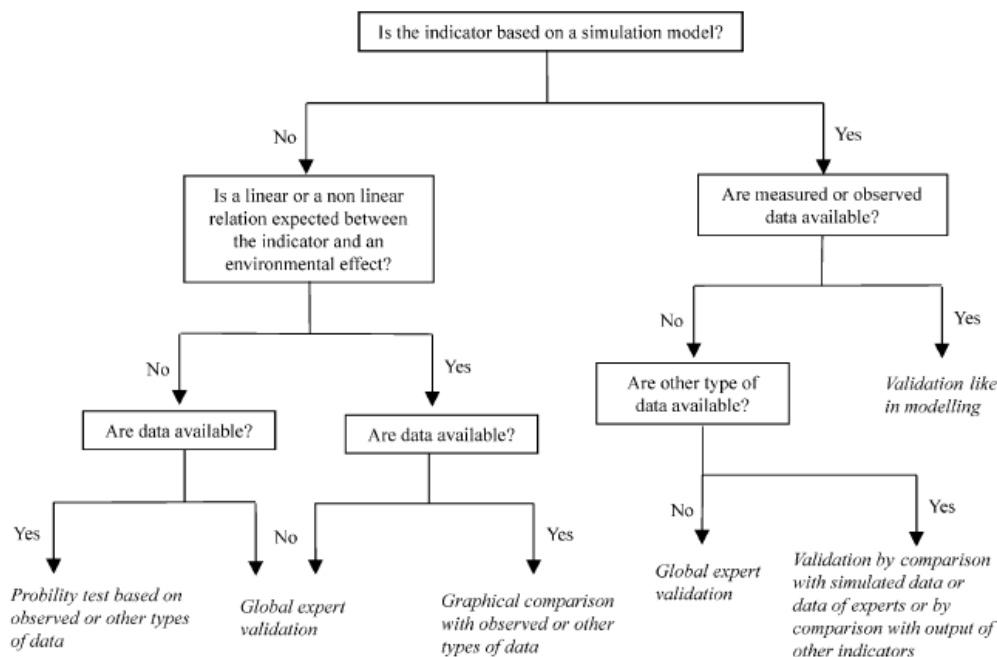 Is the indicator based on a simulation model?
No
Yes
Is a linear or a non linear
relation expected between
the indicator and an
environmental effect?
Are measured or observed
data available?
No
Yes
No
Yes
Are other type of
data available?
Validation like
in modelling
Are data available?
Are data available?
Yes
No
Yes
No
Yes
Probility test based on
observed or other types
of data
Global expert
validation
Graphical comparison
with observed or other
types of data
Global expert
validation
Validation by comparison
with simulated data or
data of experts or by
comparison with output of
other indicators